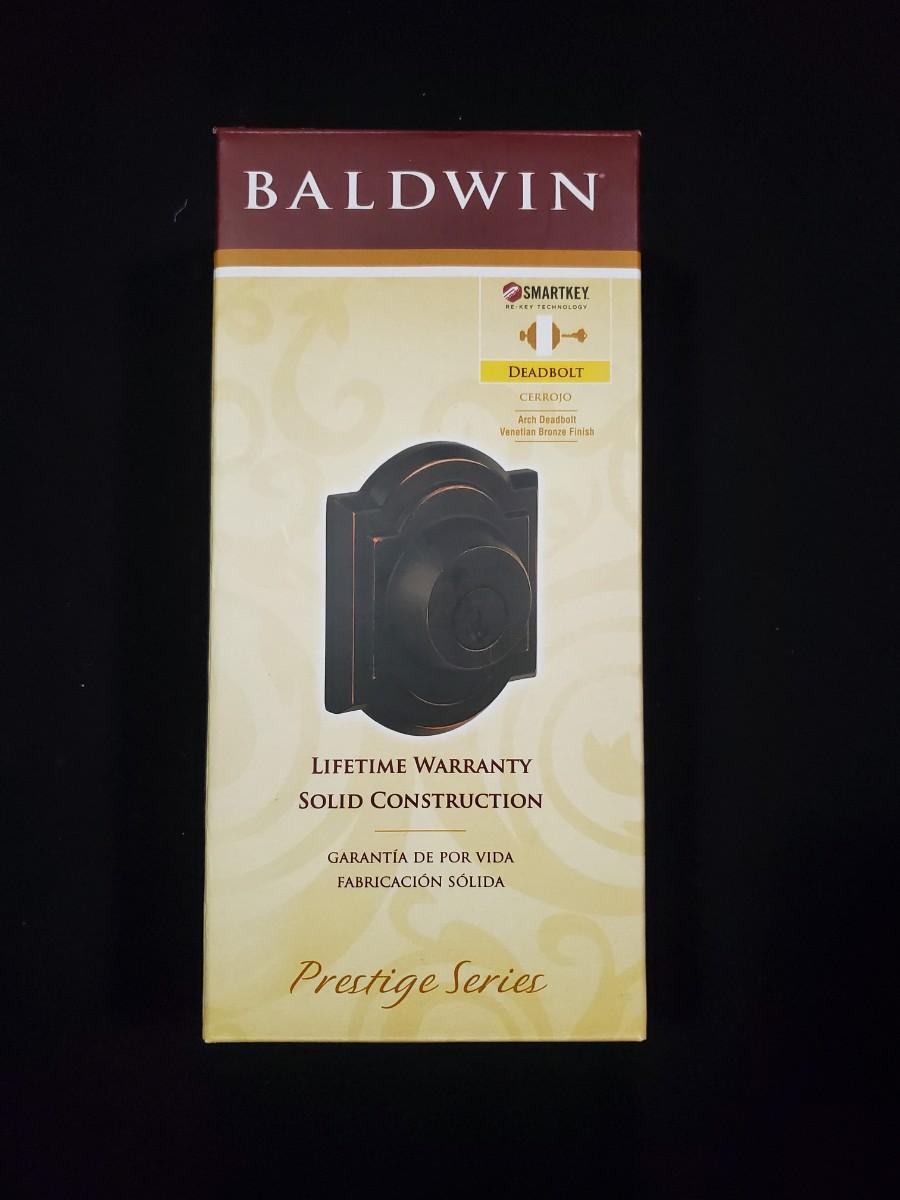 BALDWIN
SMARTKEY
RE-KEY TECHNOLOGY
DEADBOLT
CERROJO
Arch Deadbolt
Venetian Bronze Finish
LIFETIME WARRANTY
SOLID CONSTRUCTION
GARANTÍA DE POR VIDA
FABRICACIÓN SÓLIDA
Prestige Series